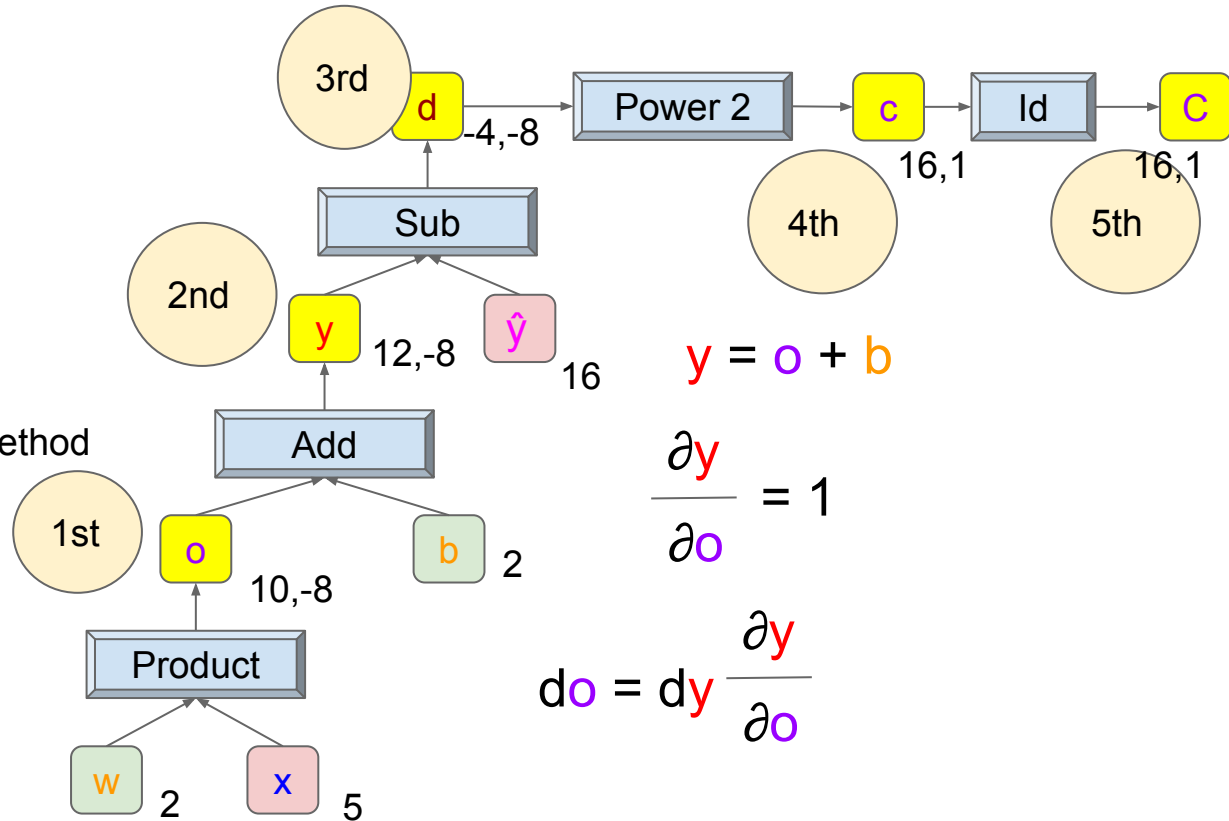 3rd
d
-4,-8
Power 2
c
16,1
Id
C
16,1
4th
5th
Sub
2nd
y
12,-8
ŷ
16
y = o + b
Add
ethod
∂y
∂o
= 1
1st
o
10,-8
b
2
Product
do = dy
∂y
∂o
w
2
x
5